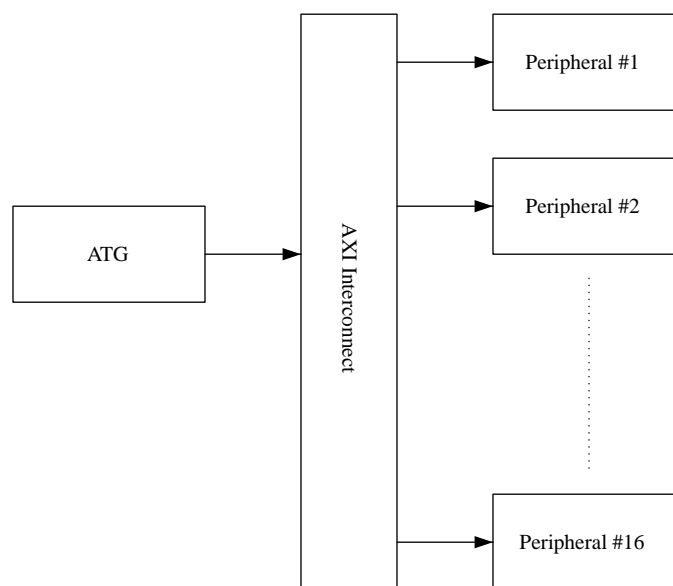 Peripheral #1
Peripheral #2
ATG
AXI Interconnect
Peripheral #16